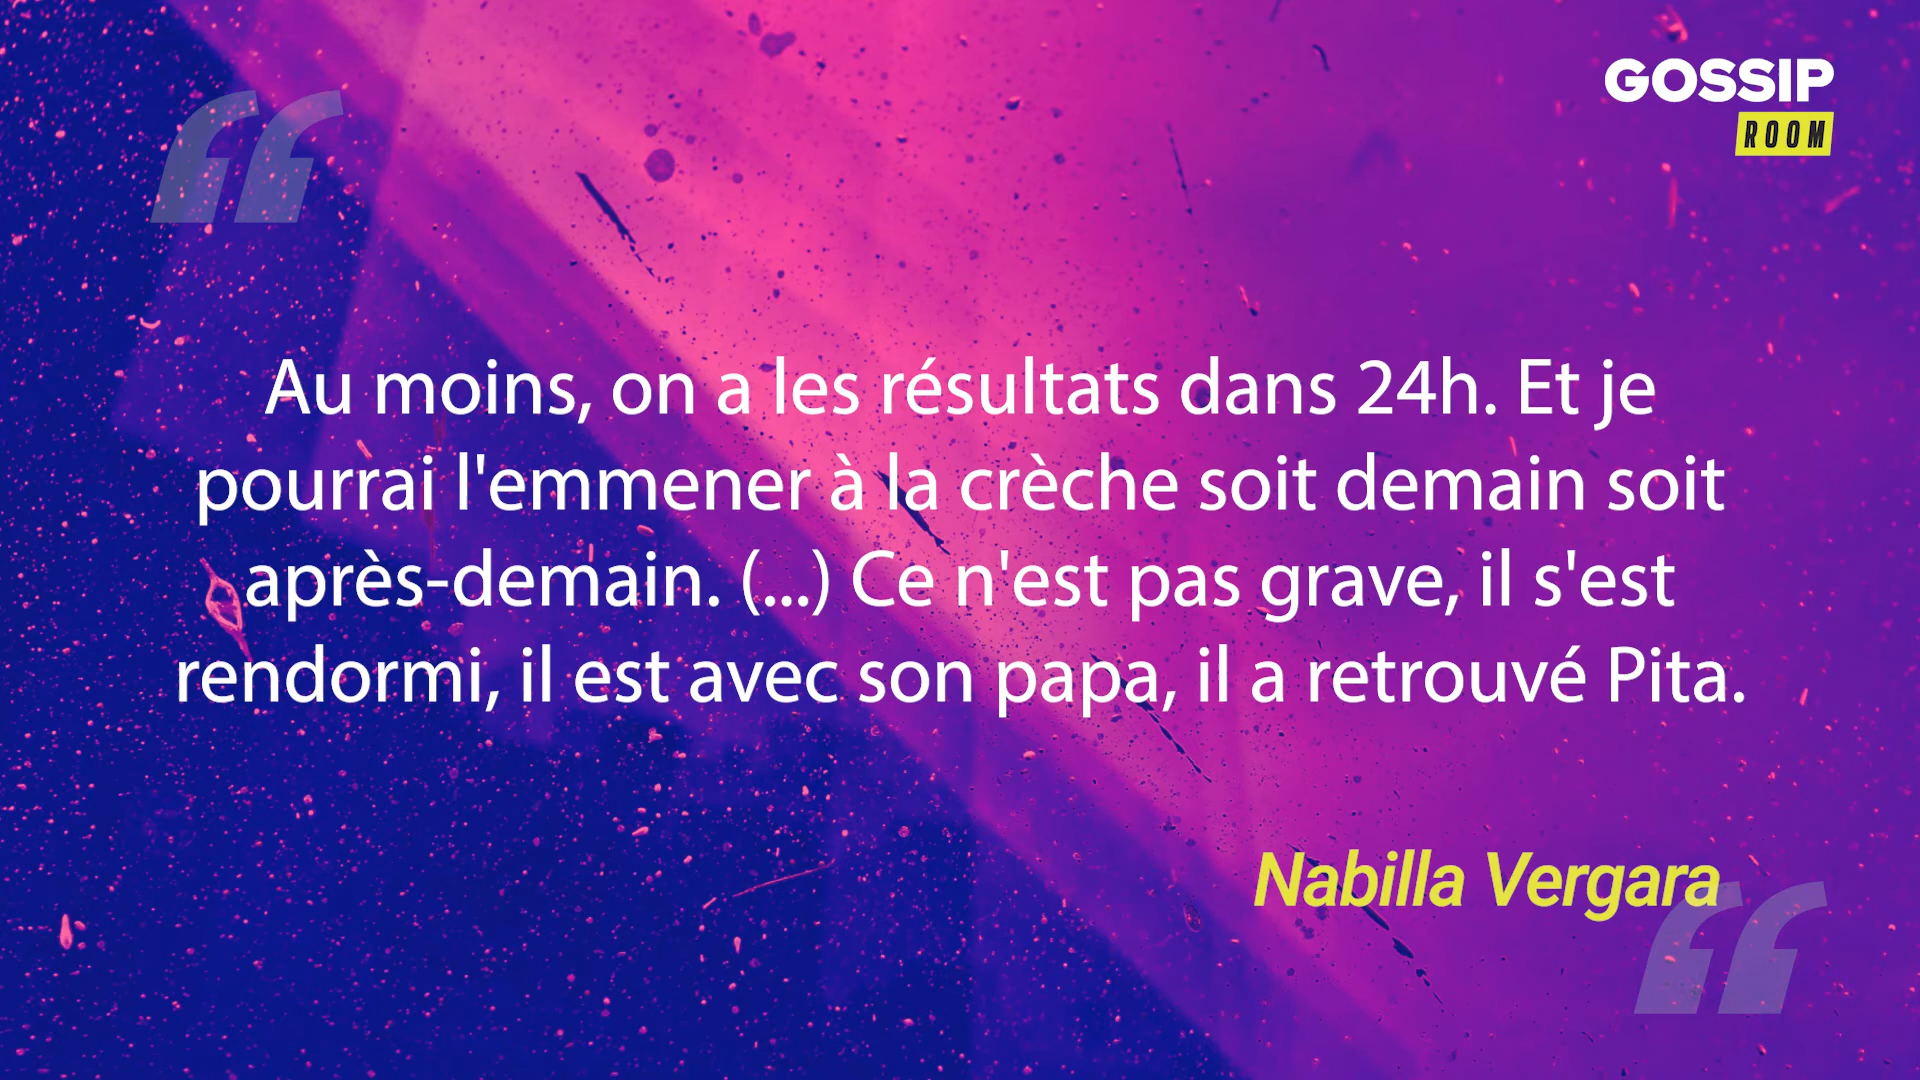 GOSSIP
ROOM
Au moins, on a les résultats dans 24h. Et je
pourrai l'emmener à la crèche soit demain soit
après-demain. (...) Ce n'est pas grave, il s'est
rendormi, il est avec son papa, il a retrouvé Pita.
Nabilla Vergara